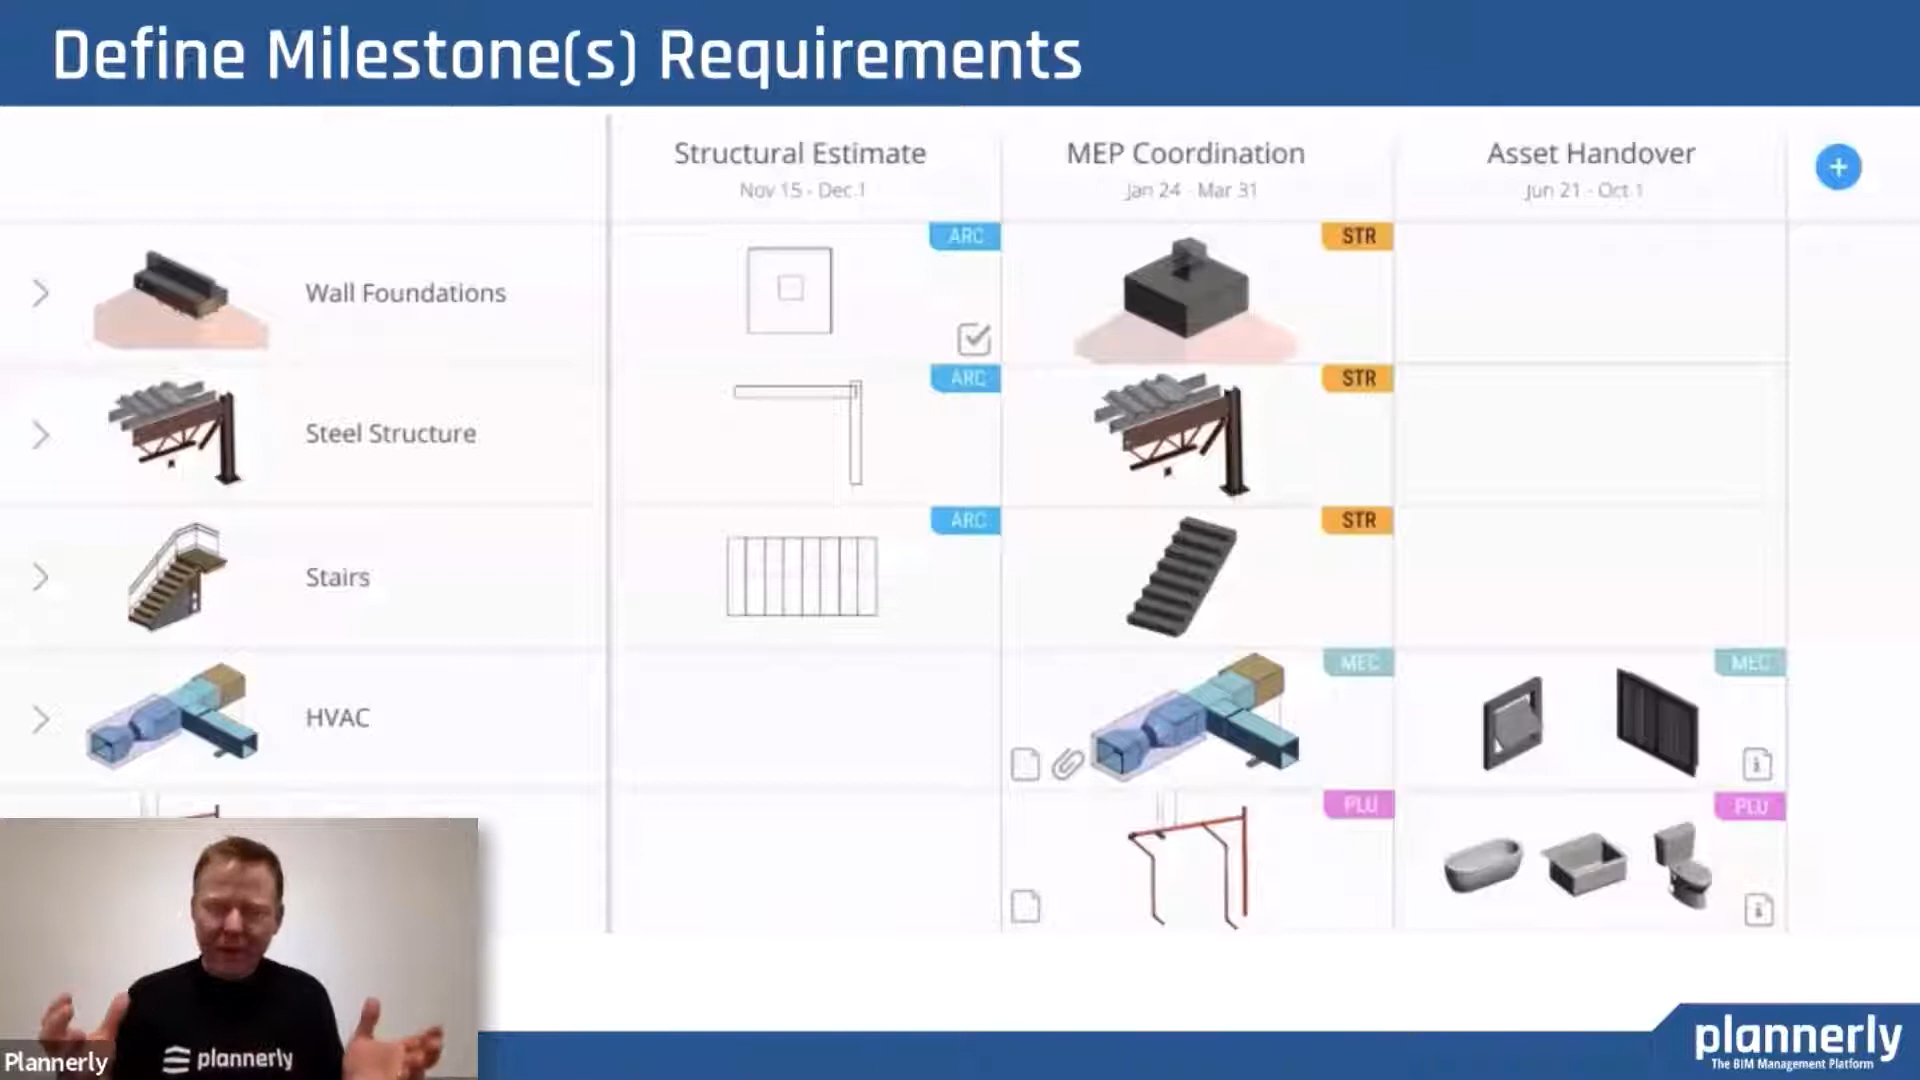 Define Milestone(s) Requirements
Structural Estimate
Nov 15 - Dec 1
MEP Coordination
Jan 24 - Mar 31
Asset Handover
Jun 21 - Oct 1
+
Wall Foundations
ARC
STR
Steel Structure
ARC
STR
Stairs
ARC
STR
HVAC
MEC
MEC
PLU
PLU
plannerly
Plannerly
plannerly
The BIM Management Platform